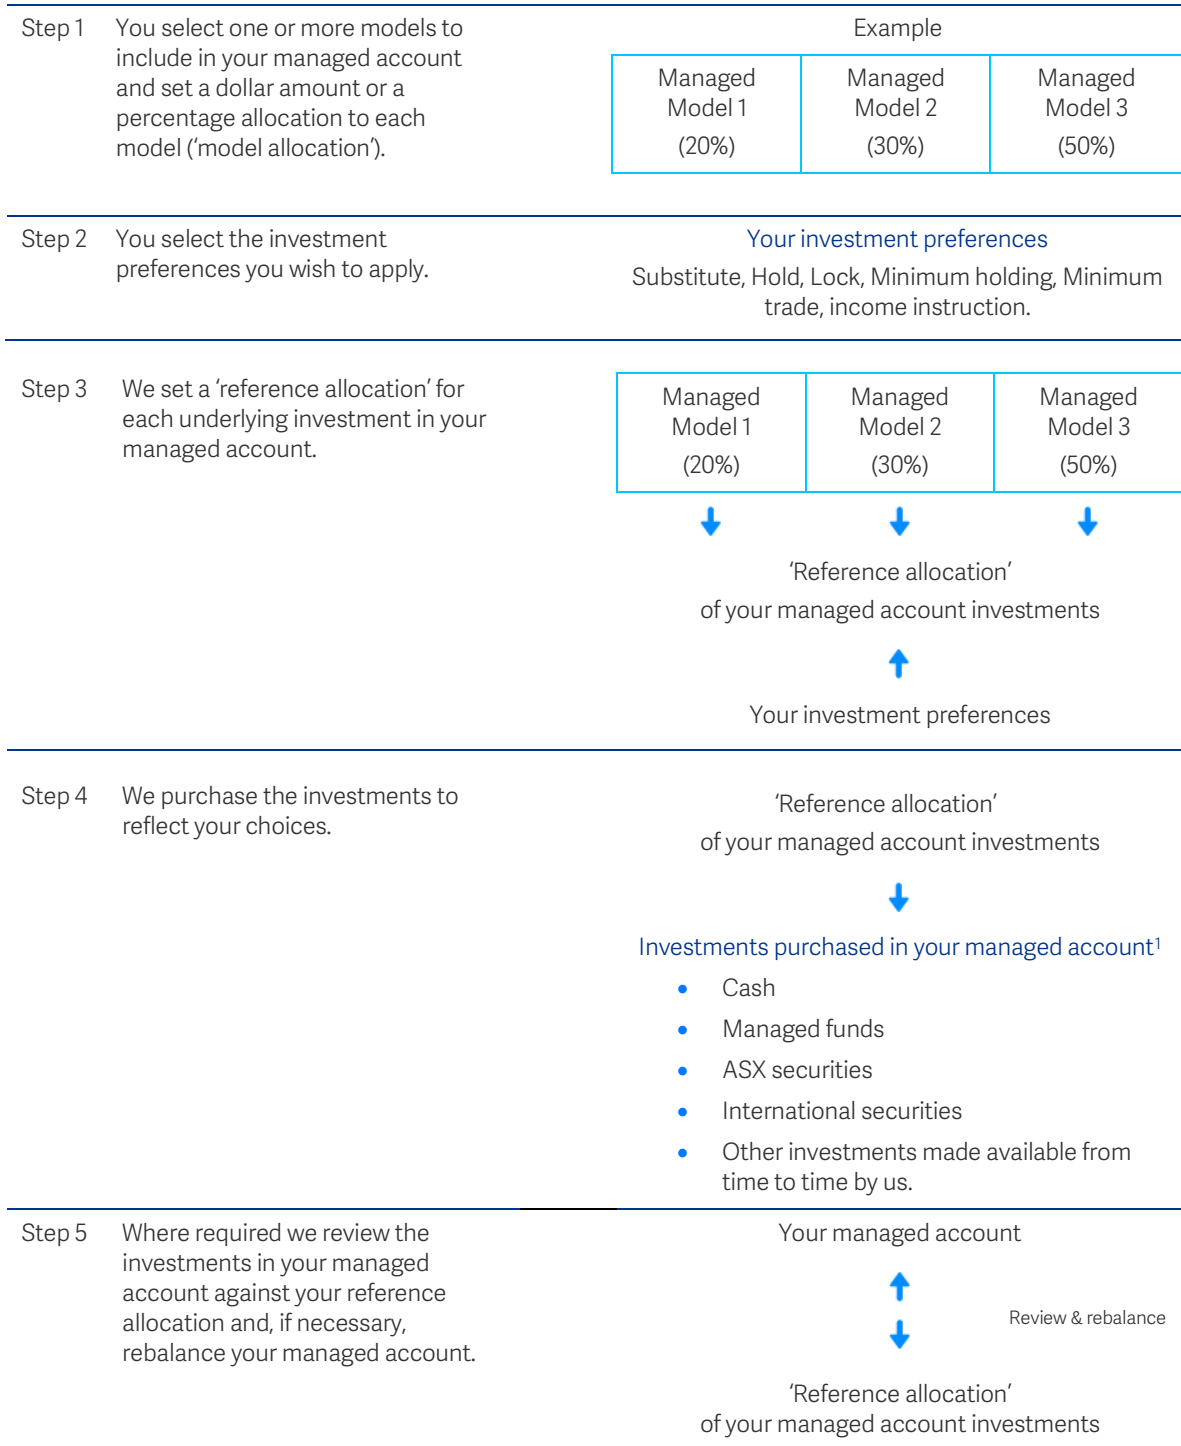 Step 1
You select one or more models to
include in your managed account
and set a dollar amount or a
percentage allocation to each
model (‘model allocation’).
Example
Managed
Model 1
(20%)
Managed
Model 2
(30%)
Managed
Model 3
(50%)
Step 2
You select the investment
preferences you wish to apply.
Your investment preferences
Substitute, Hold, Lock, Minimum holding, Minimum
trade, income instruction.
Step 3
We set a ‘reference allocation’ for
each underlying investment in your
managed account.
Managed
Model 1
(20%)
Managed
Model 2
(30%)
Managed
Model 3
(50%)
‘Reference allocation’
of your managed account investments
Your investment preferences
Step 4
We purchase the investments to
reflect your choices.
‘Reference allocation’
of your managed account investments
Investments purchased in your managed account¹
• Cash
• Managed funds
• ASX securities
• International securities
• Other investments made available from
time to time by us.
Step 5
Where required we review the
investments in your managed
account against your reference
allocation and, if necessary,
rebalance your managed account.
Your managed account
Review & rebalance
‘Reference allocation’
of your managed account investments